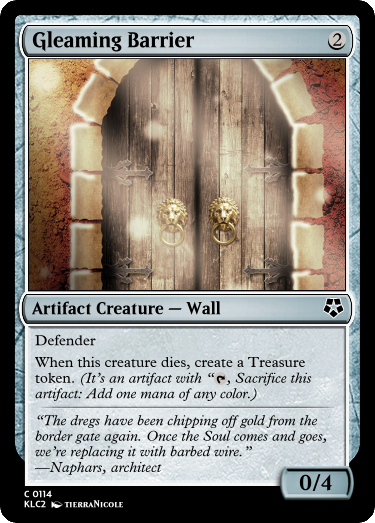 Gleaming Barrier 2
Artifact Creature — Wall
Defender
When this creature dies, create a Treasure
token. (It's an artifact with “, Sacrifice this
artifact: Add one mana of any color.)
“The dregs have been chipping off gold from the
border gate again. Once the Soul comes and goes,
we're replacing it with barbed wire.”
—Naphars, architect
0/4
C 0114
KLC2 TIERRANICOLE